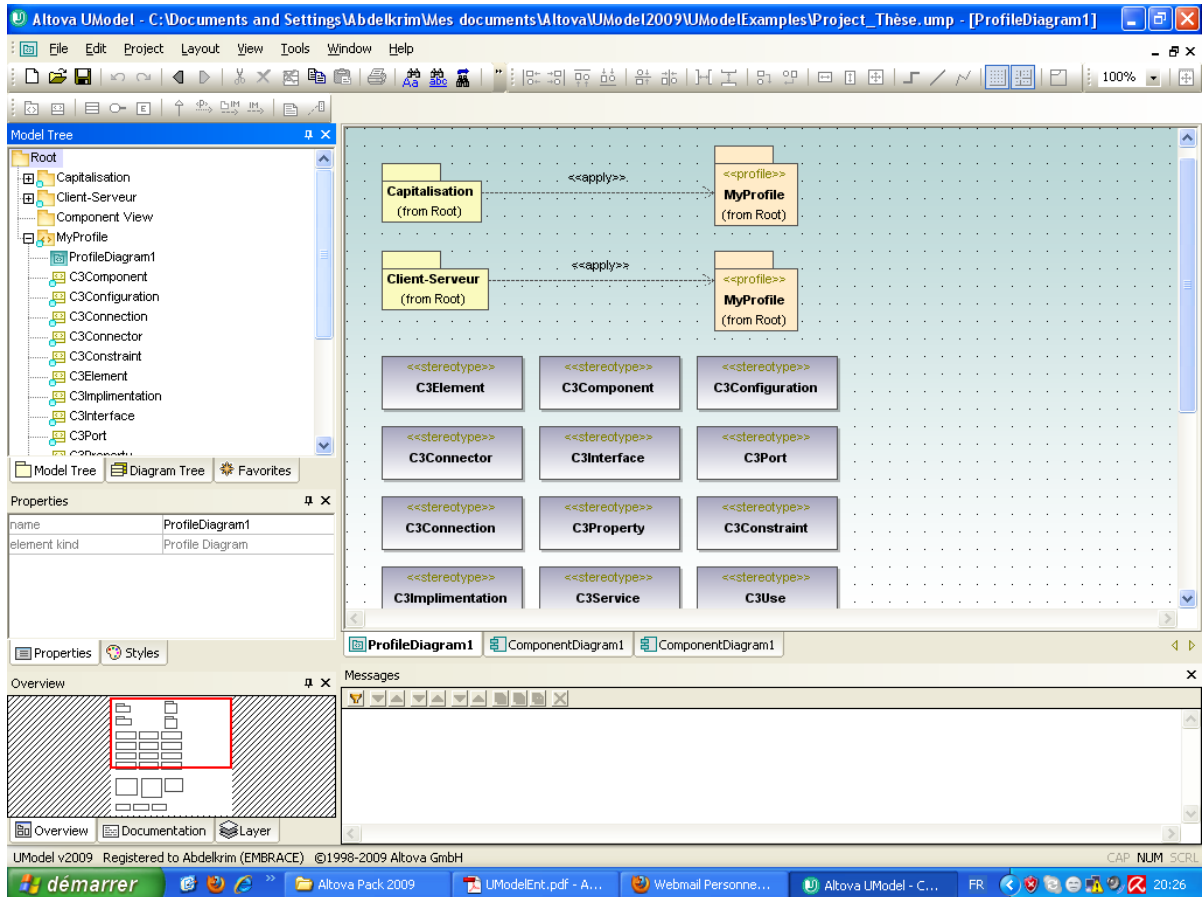 Altova UModel - C:\Documents and Settings\Abdelkrim\Mes documents\Altova\UModel2009\UModelExamples\Project_Thèse.ump - [ProfileDiagram1]
File Edit Project Layout View Tools Window Help
100%
Model Tree
Root
Capitalisation
Client-Serveur
Component View
MyProfile
ProfileDiagram1
C3Component
C3Configuration
C3Connection
C3Connector
C3Constraint
C3Element
C3Implimentation
C3Interface
C3Port
C3Property
Model Tree Diagram Tree Favorites
Properties
name ProfileDiagram1
element kind Profile Diagram
Properties Styles
Overview
Overview Documentation Layer
Capitalisation
(from Root)
<<apply>>
<<profile>>
MyProfile
(from Root)
Client-Serveur
(from Root)
<<apply>>
<<profile>>
MyProfile
(from Root)
<<stereotype>> <<stereotype>> <<stereotype>>
C3Element C3Component C3Configuration
<<stereotype>> <<stereotype>> <<stereotype>>
C3Connector C3Interface C3Port
<<stereotype>> <<stereotype>> <<stereotype>>
C3Connection C3Property C3Constraint
<<stereotype>> <<stereotype>> <<stereotype>>
C3Implimentation C3Service C3Use
ProfileDiagram1 ComponentDiagram1 ComponentDiagram1
Messages
UModel v2009 Registered to Abdelkrim (EMBRACE) ©1998-2009 Altova GmbH CAP NUM SCRL
démarrer Altova Pack 2009 UModelEnt.pdf - A... Webmail Personne... Altova UModel - C... FR 20:26